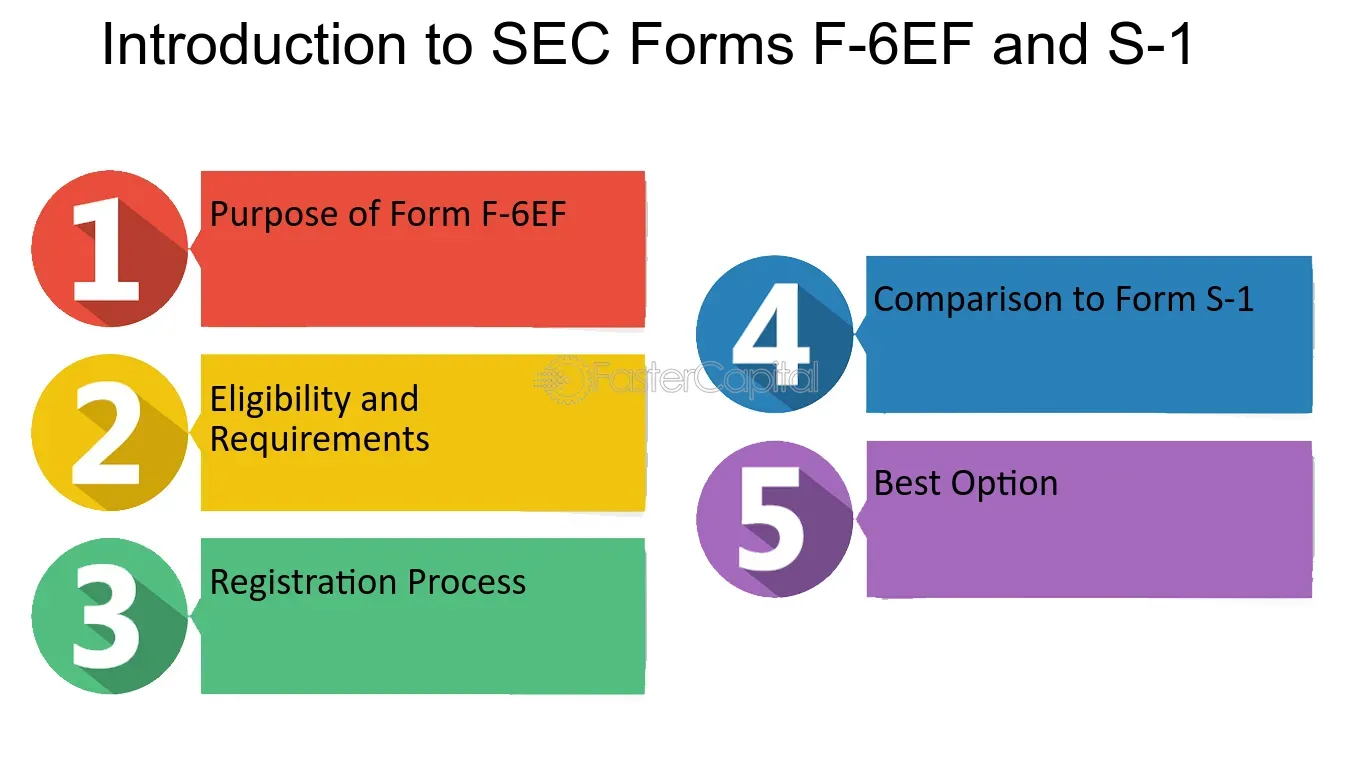 Introduction to SEC Forms F-6EF and S-1
1
Purpose of Form F-6EF
2
Eligibility and
Requirements
3
Registration Process
4
Comparison to Form S-1
5
Best Option
FasterCapital